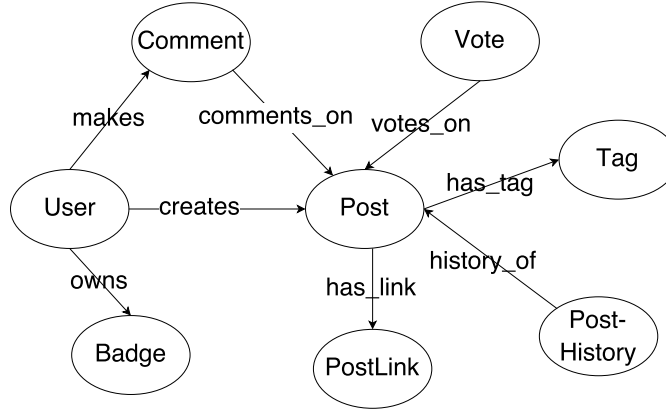 Comment
Vote
makes
comments_on
votes_on
Tag
has_tag
User
creates
Post
history_of
owns
has_link
Post-
History
Badge
PostLink